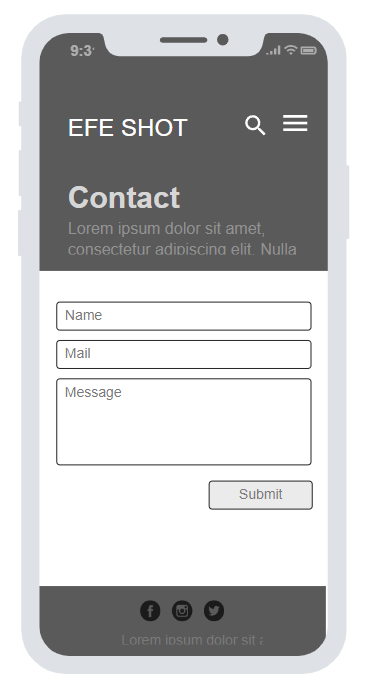 9:3
EFE SHOT
Contact
Lorem ipsum dolor sit amet,
consectetur adipiscing elit. Nulla
Name
Mail
Message
Submit
Lorem ipsum dolor sit